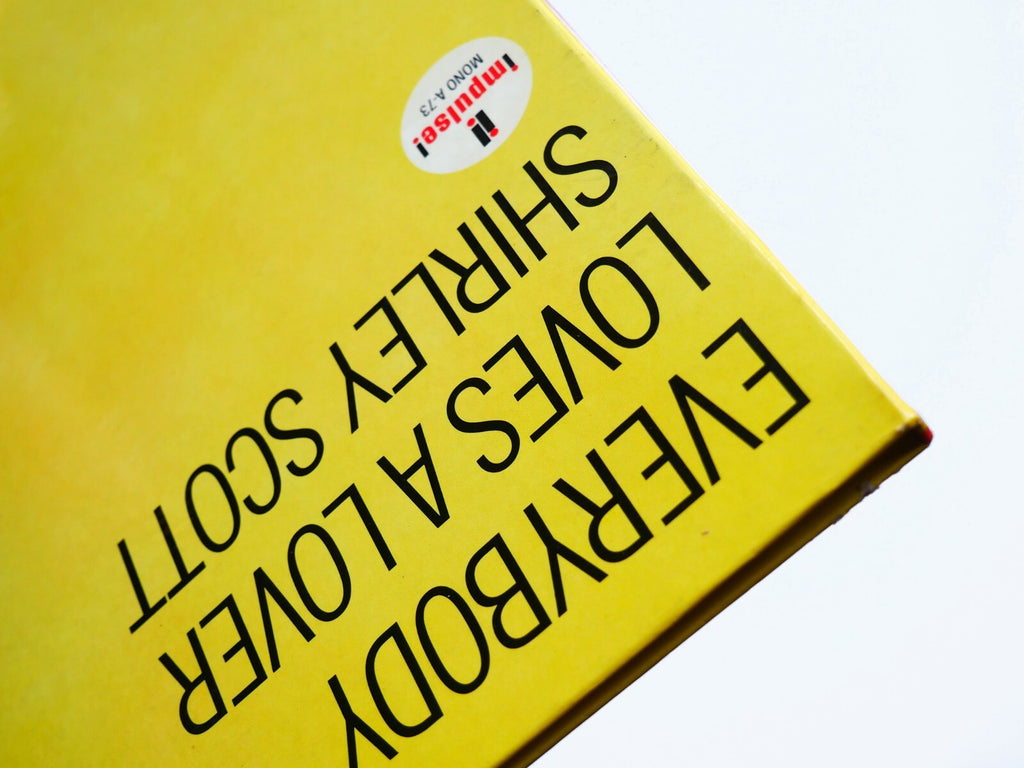 EVERYBODY
LOVES A LOVER
SHIRLEY SCOTT
i!
impulse!
MONO A-73